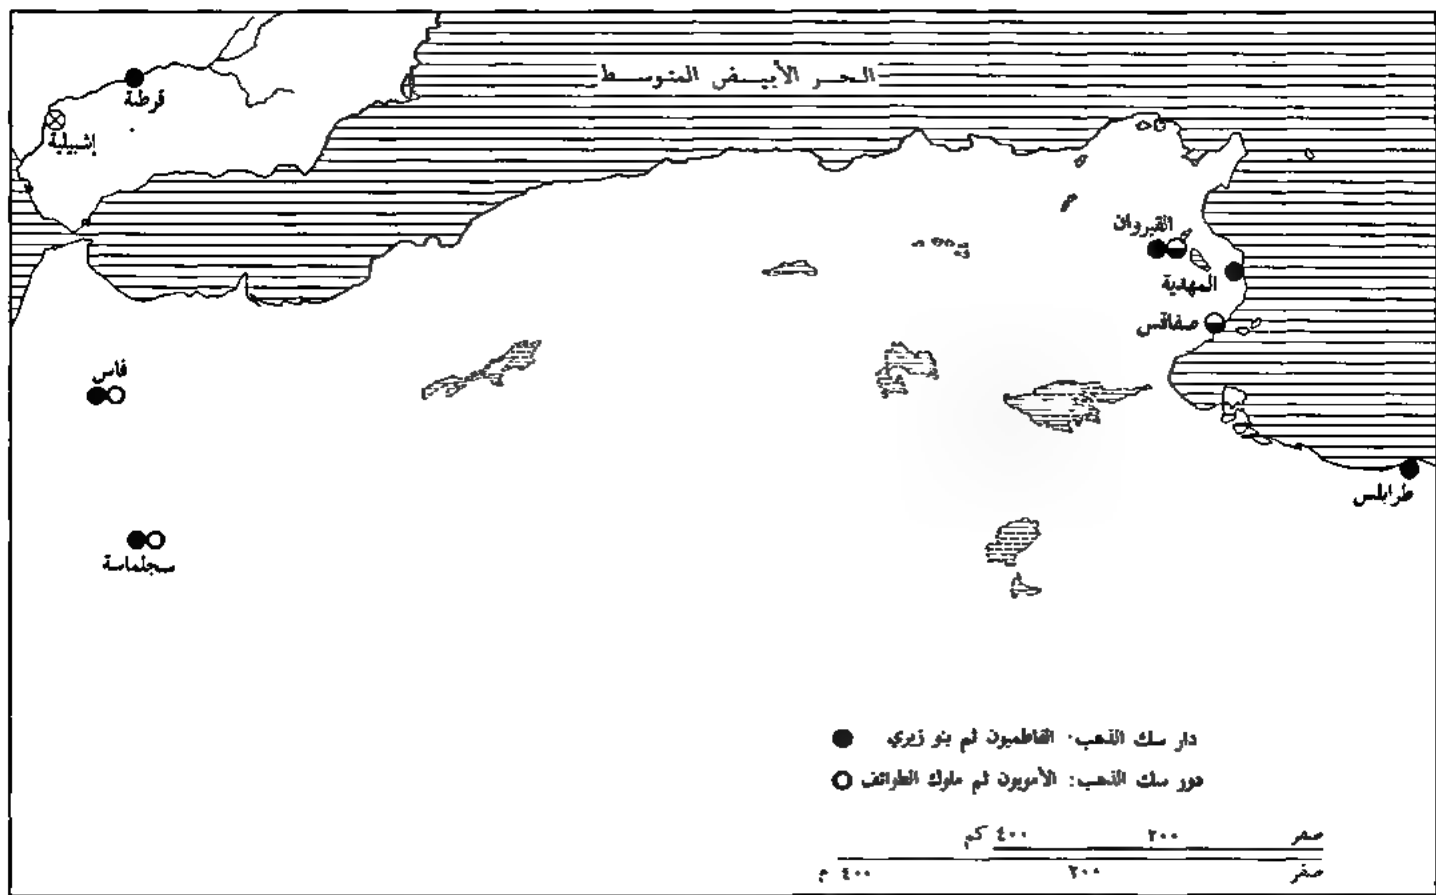 الحر الأبيض المتوسط
قرطبة
إشبيلية
القيروان
المهدية
صفاقس
فاس
طرابلس
سجلماسة
دار سك الذهب: الفاطميون ثم بنو زيري
دور سك الذهب: الأمويون ثم ملوك الطوائف
صفر ٢٠٠ ٤٠٠ كم
صفر ٢٠٠ ٤٠٠ م